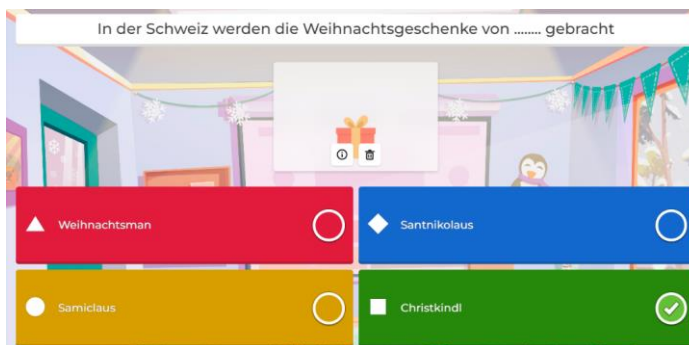 In der Schweiz werden die Weihnachtsgeschenke von ........ gebracht
Weihnachtsman
Santnikolaus
Samiclaus
Christkindl